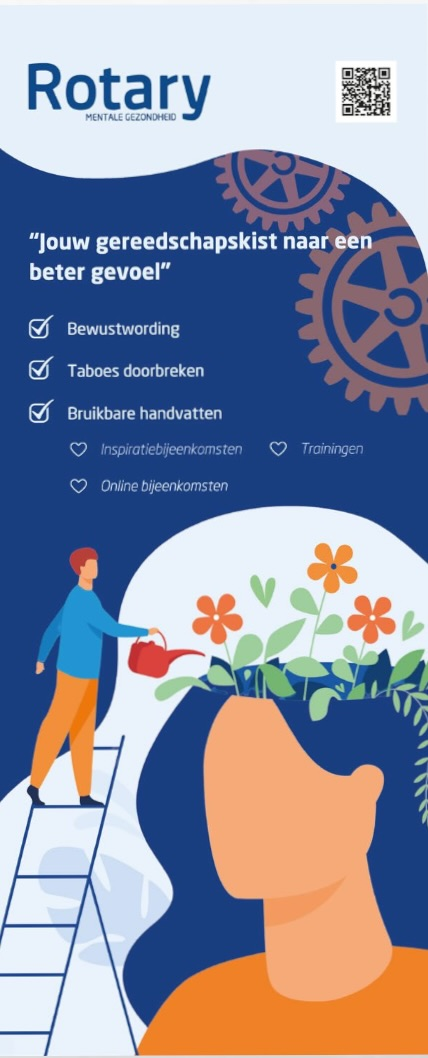 Rotary
MENTALE GEZONDHEID
"Jouw gereedschapskist naar een
beter gevoel"
Bewustwording
Taboes doorbreken
Bruikbare handvatten
Inspiratiebijeenkomsten Trainingen
Online bijeenkomsten